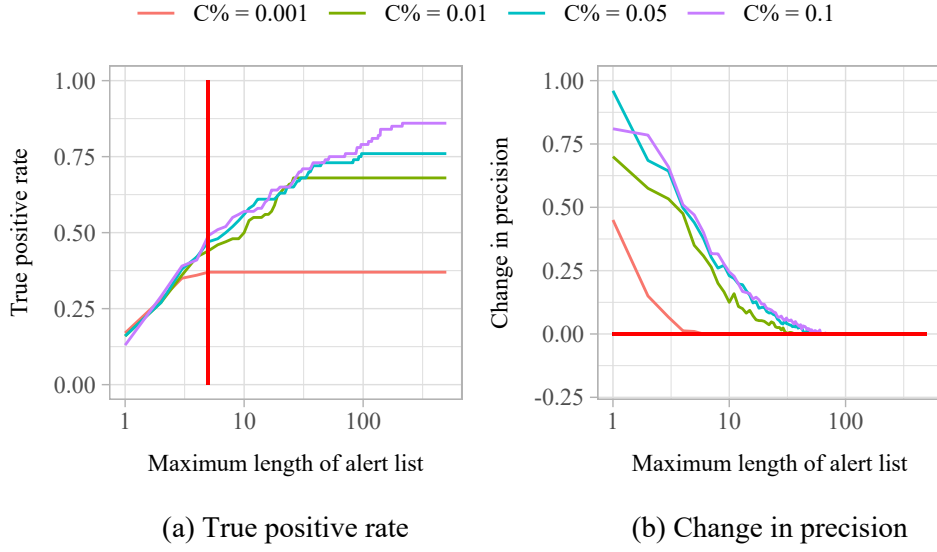 C% = 0.001 C% = 0.01 C% = 0.05 C% = 0.1
True positive rate
1.00
0.75
0.50
0.25
0.00
1 10 100
Maximum length of alert list
(a) True positive rate
Change in precision
1.00
0.75
0.50
0.25
0.00
-0.25
1 10 100
Maximum length of alert list
(b) Change in precision